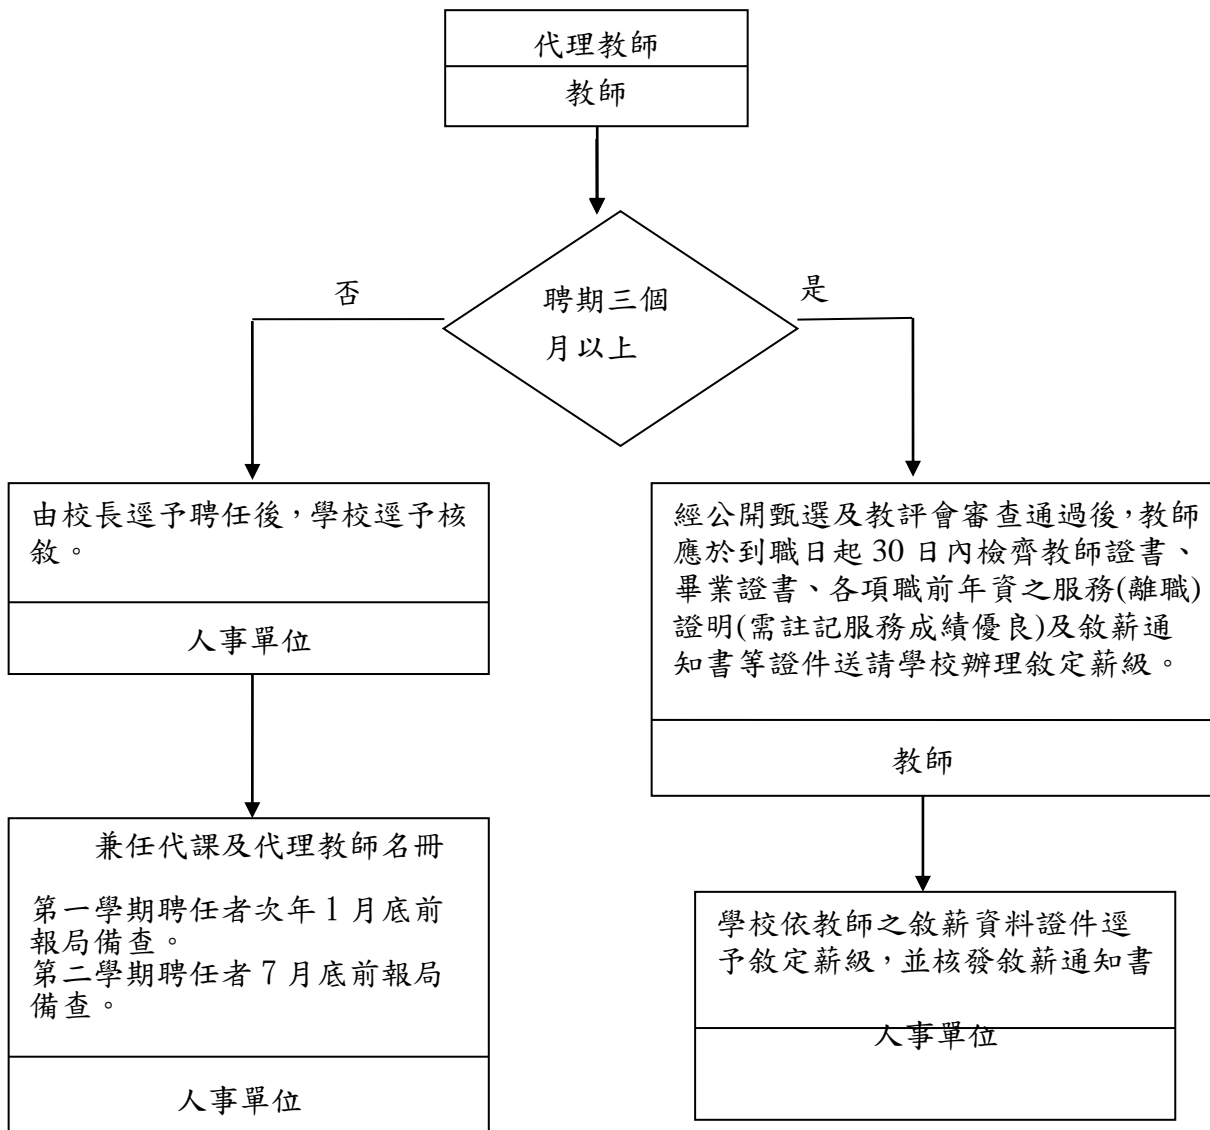 代理教師
教師
否
是
聘期三個
月以上
由校長逕予聘任後，學校逕予核
敘。
人事單位
經公開甄選及教評會審查通過後，教師
應於到職日起 30 日內檢齊教師證書、
畢業證書、各項職前年資之服務(離職)
證明(需註記服務成績優良)及敘薪通
知書等證件送請學校辦理敘定薪級。
教師
兼任代課及代理教師名冊
第一學期聘任者次年 1 月底前
報局備查。
第二學期聘任者 7 月底前報局
備查。
人事單位
學校依教師之敘薪資料證件逕
予敘定薪級，並核發敘薪通知書
人事單位